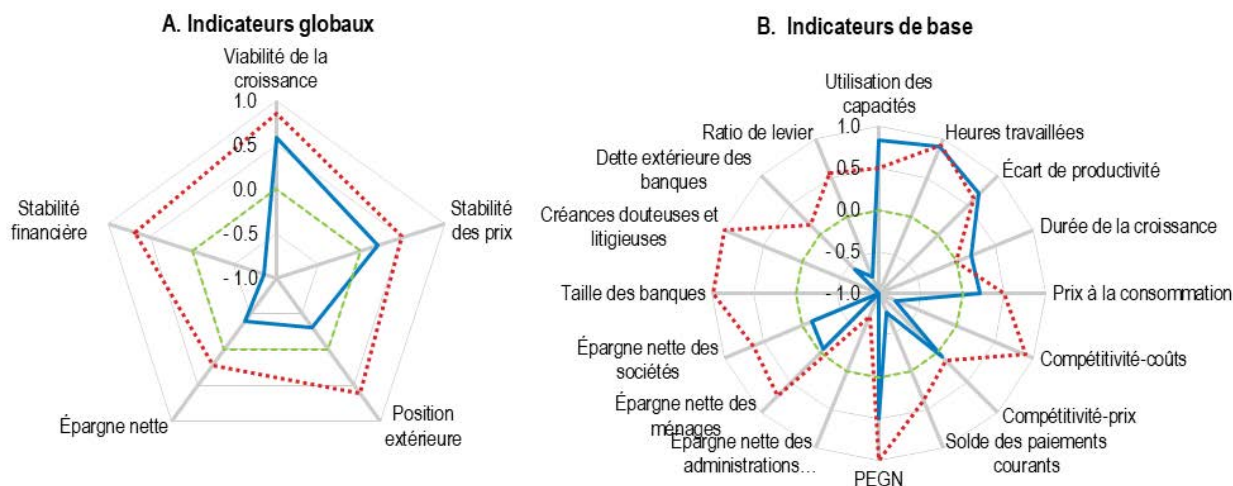 A. Indicateurs globaux
Viabilité de la
croissance
1.0
0.5
0.0
- 0.5
- 1.0
Stabilité
financière
Stabilité
des prix
Épargne nette
Position
extérieure
B. Indicateurs de base
Utilisation des
capacités
1.0
0.5
0.0
- 0.5
- 1.0
Ratio de levier
Heures travaillées
Dette extérieure des
banques
Écart de productivité
Créances douteuses et
litigieuses
Durée de la croissance
Taille des banques
Prix à la consommation
Épargne nette des
sociétés
Compétitivité-coûts
Épargne nette des
ménages
Compétitivité-prix
Épargne nette des
administrations…
Solde des paiements
courants
PEGN